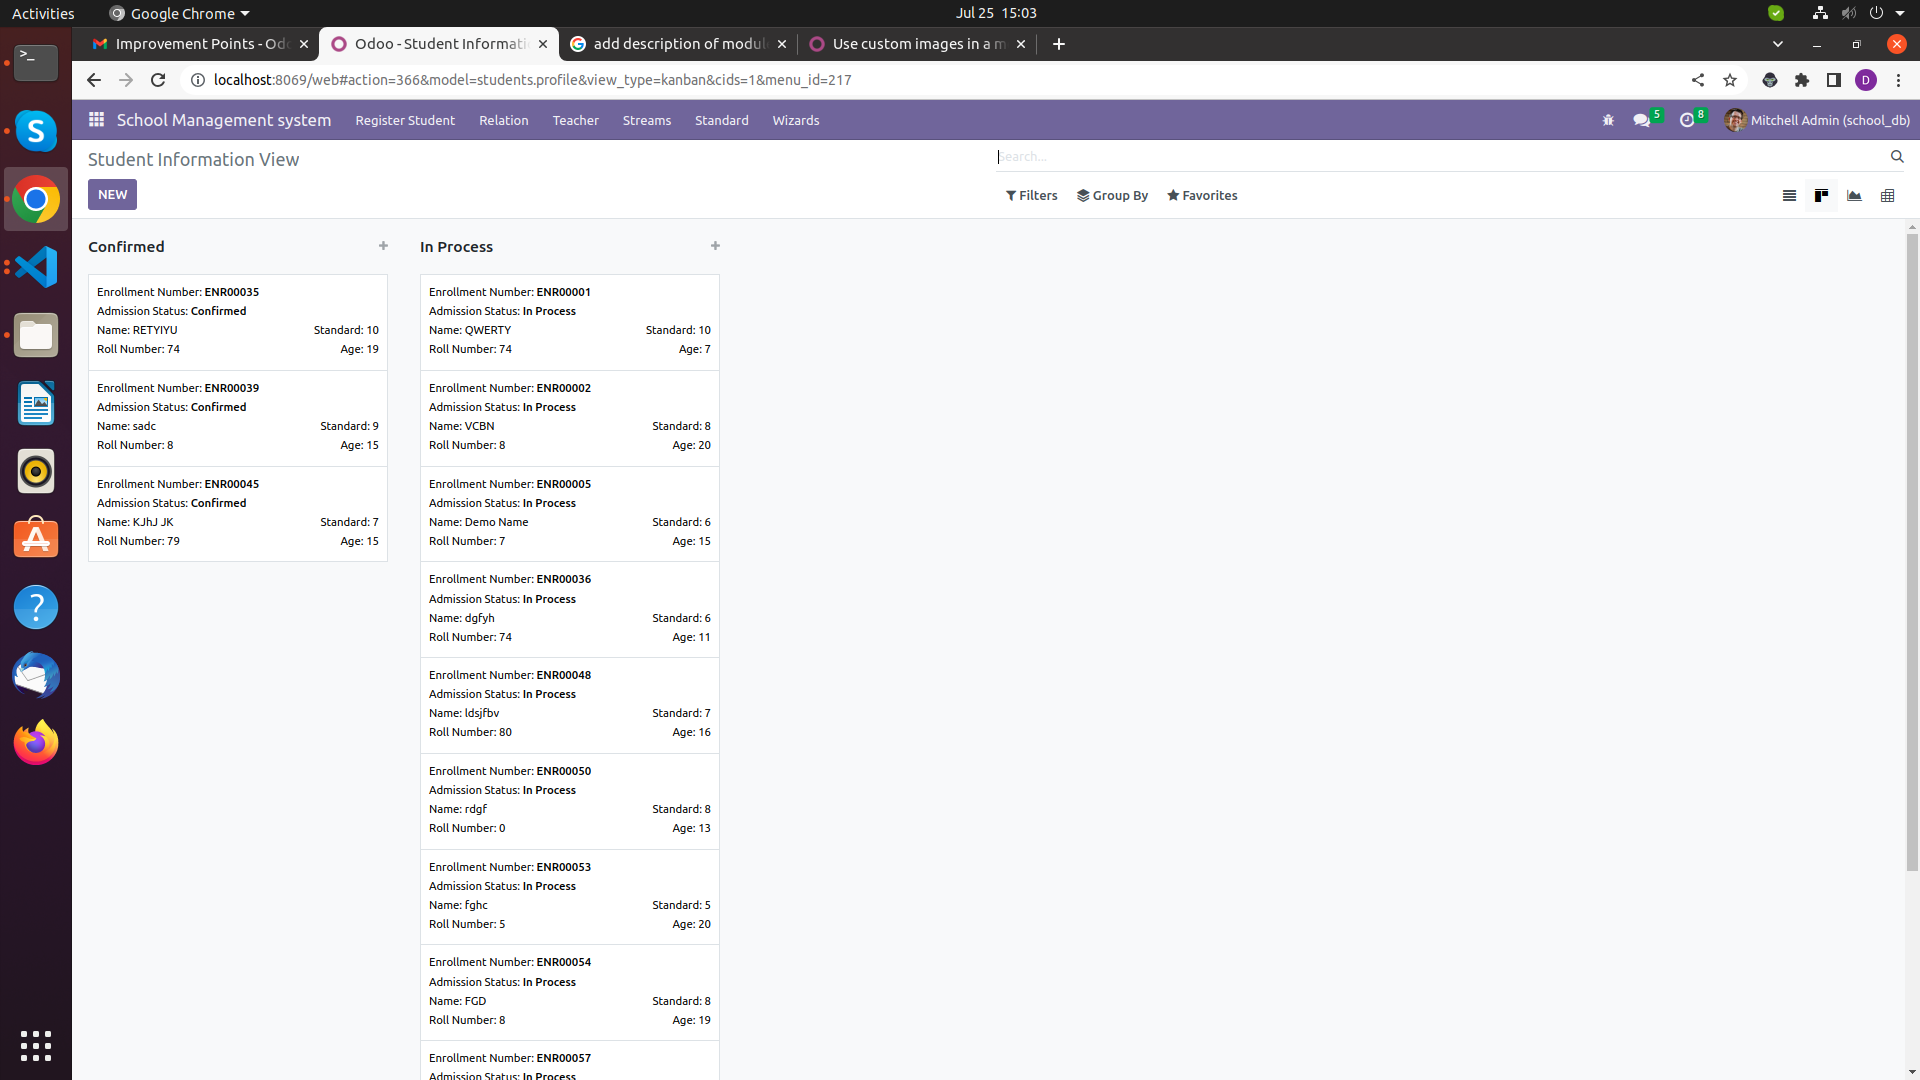 Activities
Google Chrome
Jul 25 15:03
Improvement Points - Odo
Odoo - Student Informati
add description of modul
Use custom images in a m
localhost:8069/web#action=366&model=students.profile&view_type=kanban&cids=1&menu_id=217
D
School Management system
Register Student
Relation
Teacher
Streams
Standard
Wizards
5
8
Mitchell Admin (school_db)
Student Information View
Search...
NEW
Filters
Group By
Favorites
Confirmed
Enrollment Number: ENR00035
Admission Status: Confirmed
Name: RETYIYU Standard: 10
Roll Number: 74 Age: 19
Enrollment Number: ENR00039
Admission Status: Confirmed
Name: sadc Standard: 9
Roll Number: 8 Age: 15
Enrollment Number: ENR00045
Admission Status: Confirmed
Name: KJhJ JK Standard: 7
Roll Number: 79 Age: 15
In Process
Enrollment Number: ENR00001
Admission Status: In Process
Name: QWERTY Standard: 10
Roll Number: 74 Age: 7
Enrollment Number: ENR00002
Admission Status: In Process
Name: VCBN Standard: 8
Roll Number: 8 Age: 20
Enrollment Number: ENR00005
Admission Status: In Process
Name: Demo Name Standard: 6
Roll Number: 7 Age: 15
Enrollment Number: ENR00036
Admission Status: In Process
Name: dgfyh Standard: 6
Roll Number: 74 Age: 11
Enrollment Number: ENR00048
Admission Status: In Process
Name: ldsjfbv Standard: 7
Roll Number: 80 Age: 16
Enrollment Number: ENR00050
Admission Status: In Process
Name: rdgf Standard: 8
Roll Number: 0 Age: 13
Enrollment Number: ENR00053
Admission Status: In Process
Name: fghc Standard: 5
Roll Number: 5 Age: 20
Enrollment Number: ENR00054
Admission Status: In Process
Name: FGD Standard: 8
Roll Number: 8 Age: 19
Enrollment Number: ENR00057
Admission Status: In Process